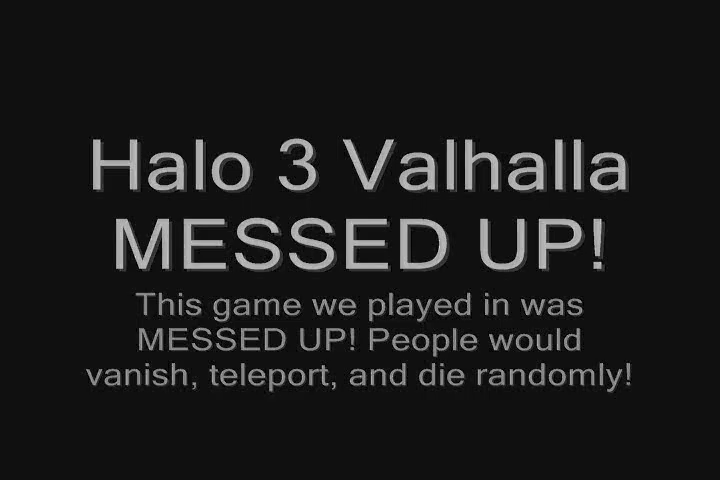 Halo 3 Valhalla
MESSED UP!
This game we played in was
MESSED UP! People would
vanish, teleport, and die randomly!